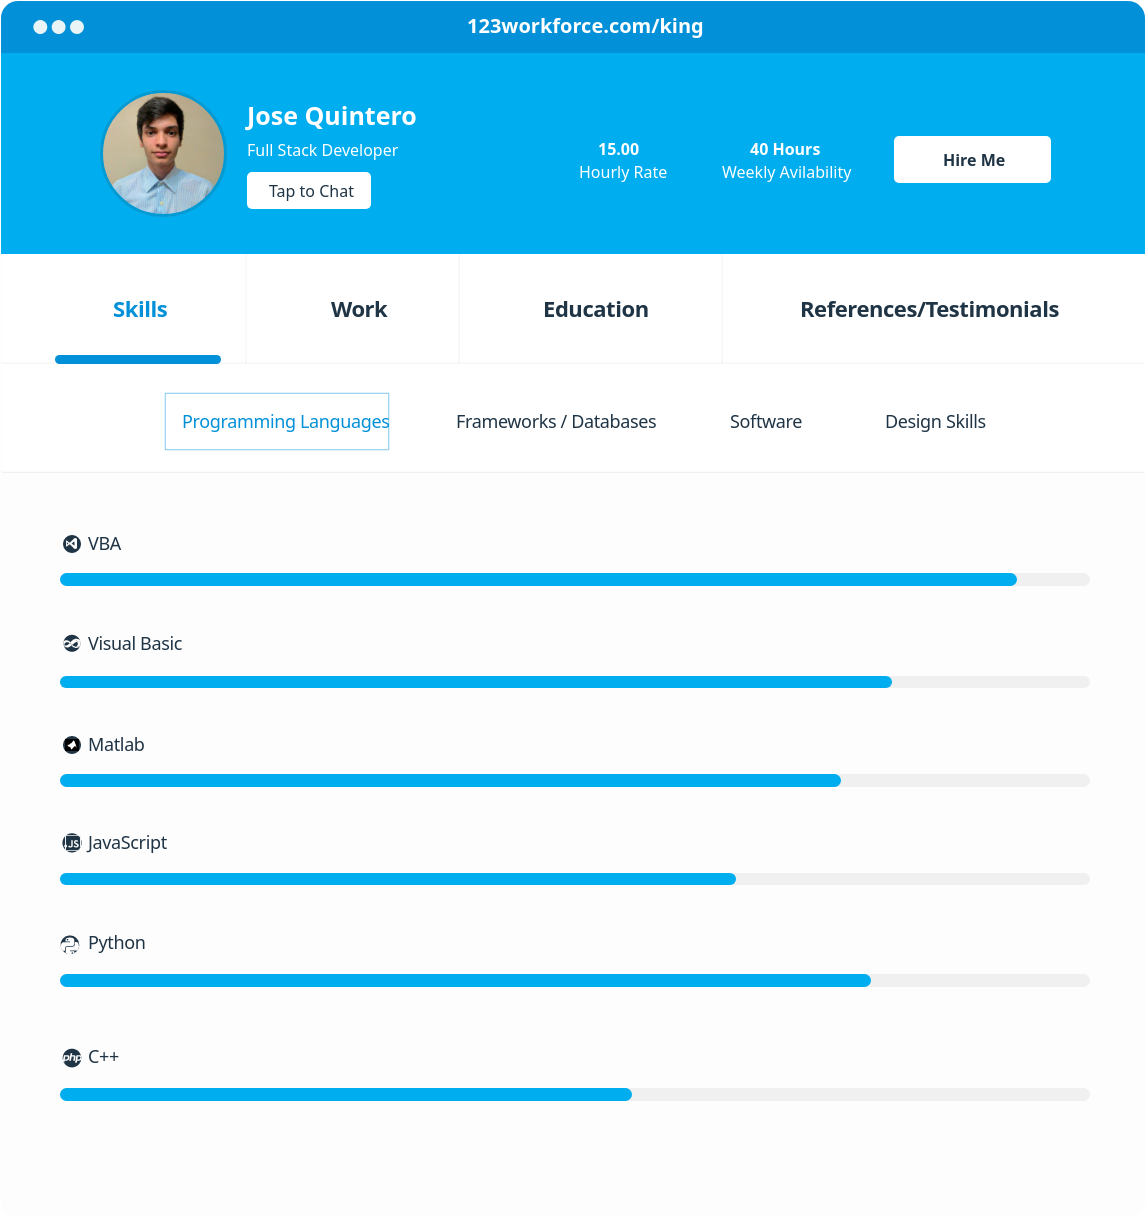 123workforce.com/king
Jose Quintero
Full Stack Developer
Tap to Chat
15.00
Hourly Rate
40 Hours
Weekly Avilability
Hire Me
Skills
Work
Education
References/Testimonials
Programming Languages
Frameworks / Databases
Software
Design Skills
VBA
Visual Basic
Matlab
JS JavaScript
Python
php C++